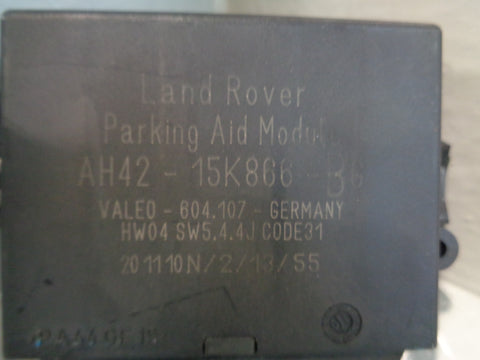 Land Rover
Parking Aid Modul
AH42 - 15K866
VALEO - 604.107 - GERMANY
HW04 SW5.4.4J CODE31
201110N/2/13/55